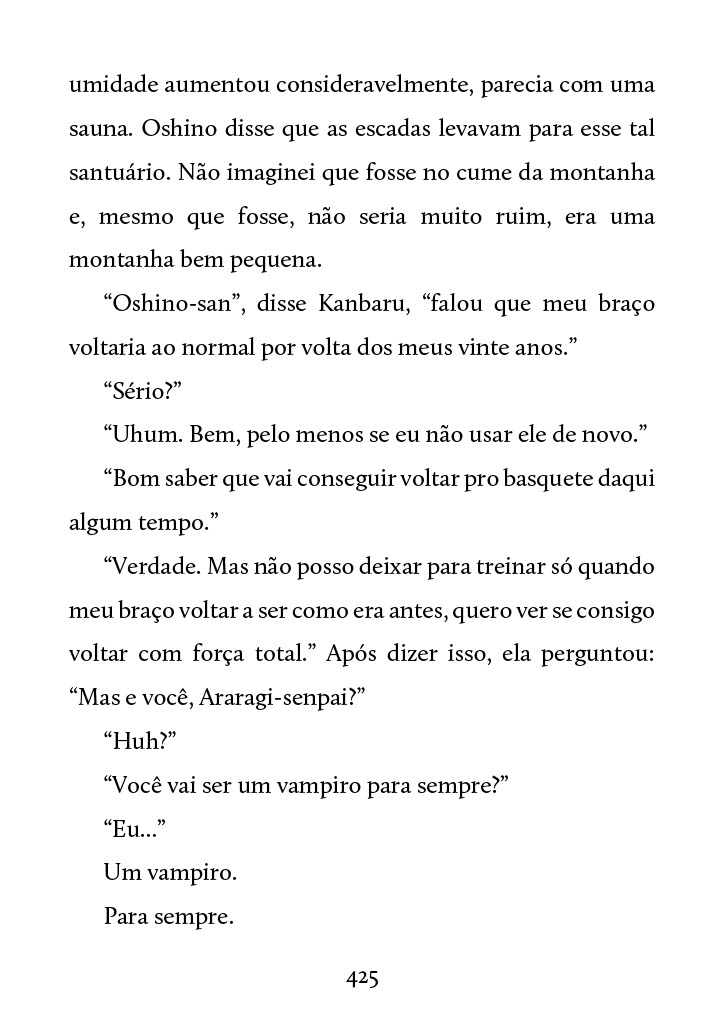 umidade aumentou consideravelmente, parecia com uma
sauna. Oshino disse que as escadas levavam para esse tal
santuário. Não imaginei que fosse no cume da montanha
e, mesmo que fosse, não seria muito ruim, era uma
montanha bem pequena.
“Oshino-san”, disse Kanbaru, “falou que meu braço
voltaria ao normal por volta dos meus vinte anos.”
“Sério?”
“Uhum. Bem, pelo menos se eu não usar ele de novo.”
“Bom saber que vai conseguir voltar pro basquete daqui
algum tempo.”
“Verdade. Mas não posso deixar para treinar só quando
meu braço voltar a ser como era antes, quero ver se consigo
voltar com força total.” Após dizer isso, ela perguntou:
“Mas e você, Araragi-senpai?”
“Huh?”
“Você vai ser um vampiro para sempre?”
“Eu...”
Um vampiro.
Para sempre.
425